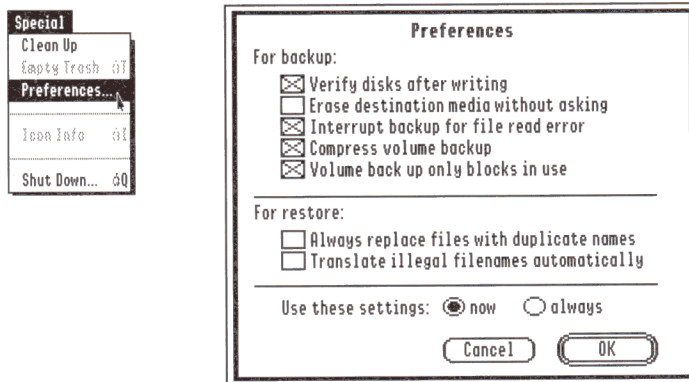 Special
Clean Up
Empty Trash T
Preferences...
Icon Info I
Shut Down... Q
Preferences
For backup:
Verify disks after writing
Erase destination media without asking
Interrupt backup for file read error
Compress volume backup
Volume back up only blocks in use
For restore:
Always replace files with duplicate names
Translate illegal filenames automatically
Use these settings: now always
Cancel OK